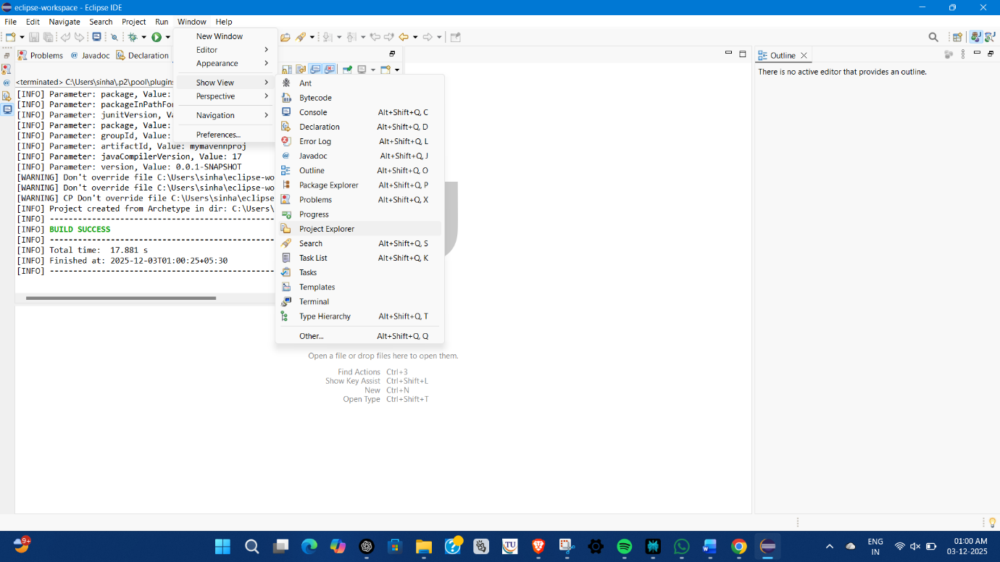 eclipse-workspace - Eclipse IDE
File Edit Navigate Search Project Run Window Help
Problems @ Javadoc Declaration
Outline
There is no active editor that provides an outline.
<terminated> C:\Users\sinha\.p2\pool\plugins
[INFO] Parameter: package, Value:
[INFO] Parameter: packageInPathFor
[INFO] Parameter: junitVersion, Va
[INFO] Parameter: package, Value:
[INFO] Parameter: groupId, Value:
[INFO] Parameter: artifactId, Value: mymavennproj
[INFO] Parameter: javaCompilerVersion, Value: 17
[INFO] Parameter: version, Value: 0.0.1-SNAPSHOT
[WARNING] Don't override file C:\Users\sinha\eclipse-wo
[WARNING] Don't override file C:\Users\sinha\eclipse-wo
[WARNING] CP Don't override file C:\Users\sinha\eclipse
[INFO] Project created from Archetype in dir: C:\Users\
[INFO] ------------------------------------------------
[INFO] BUILD SUCCESS
[INFO] ------------------------------------------------
[INFO] Total time:  17.881 s
[INFO] Finished at: 2025-12-03T01:00:25+05:30
[INFO] ------------------------------------------------
New Window
Editor
Appearance
Show View
Perspective
Navigation
Preferences...
Ant
Bytecode
Console Alt+Shift+Q, C
Declaration Alt+Shift+Q, D
Error Log Alt+Shift+Q, L
Javadoc Alt+Shift+Q, J
Outline Alt+Shift+Q, O
Package Explorer Alt+Shift+Q, P
Problems Alt+Shift+Q, X
Progress
Project Explorer
Search Alt+Shift+Q, S
Task List Alt+Shift+Q, K
Tasks
Templates
Terminal
Type Hierarchy Alt+Shift+Q, T
Other... Alt+Shift+Q, Q
Open a file or drop files here to open them.
Find Actions Ctrl+3
Show Key Assist Ctrl+Shift+L
New Ctrl+N
Open Type Ctrl+Shift+T
9+
TU
ENG
IN
01:00 AM
03-12-2025